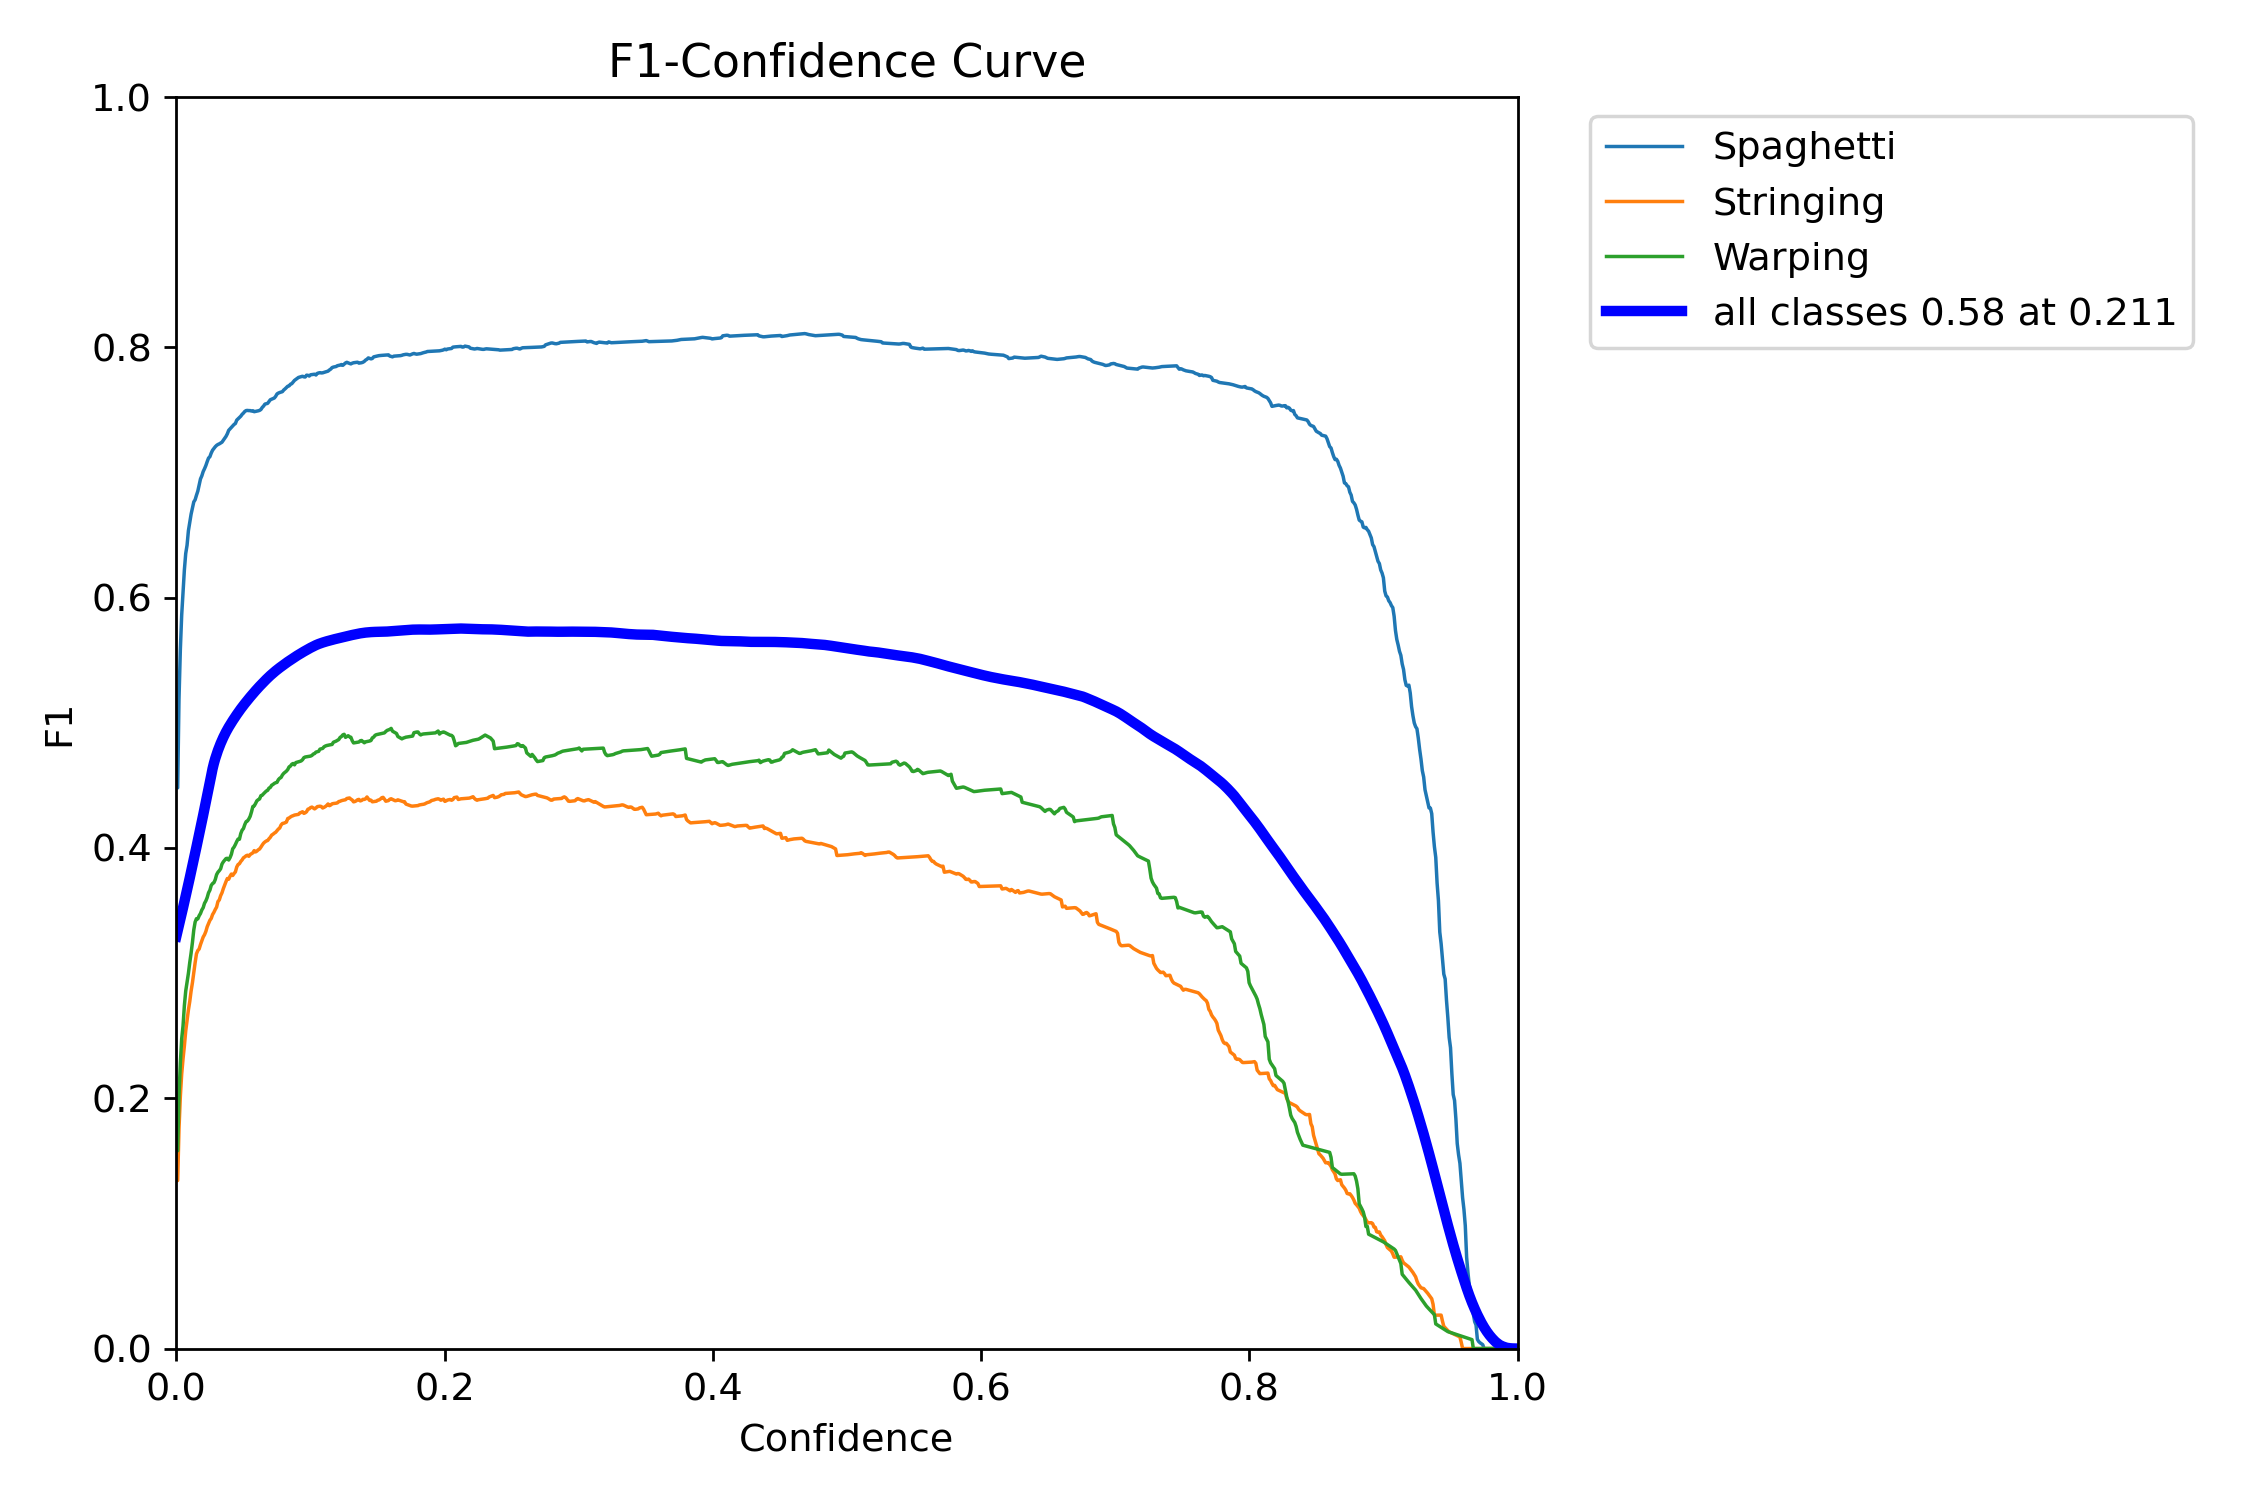 F1-Confidence Curve
1.0
0.8
0.6
0.4
0.2
0.0
F1
0.0 0.2 0.4 0.6 0.8 1.0
Confidence
Spaghetti
Stringing
Warping
all classes 0.58 at 0.211